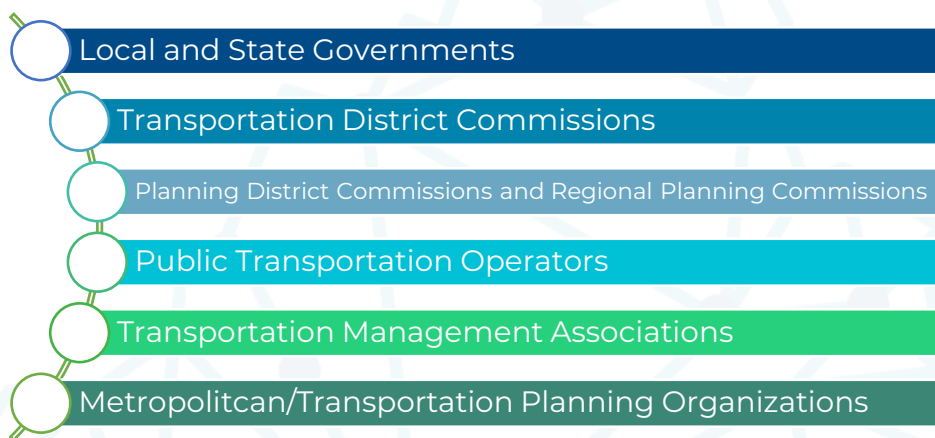 Local and State Governments
Transportation District Commissions
Planning District Commissions and Regional Planning Commissions
Public Transportation Operators
Transportation Management Associations
Metropolitcan/Transportation Planning Organizations